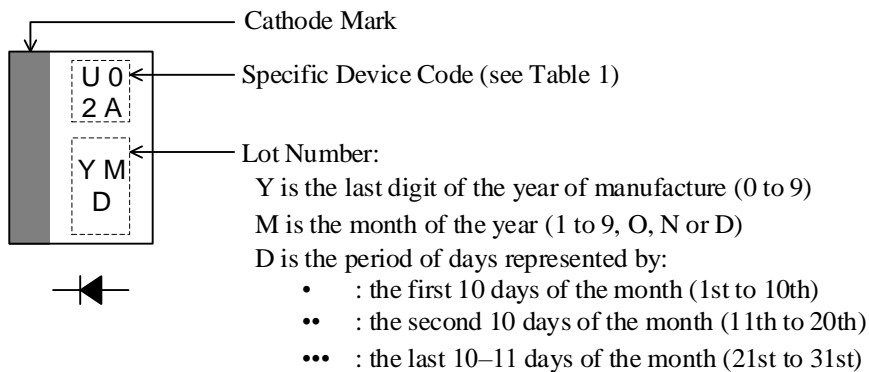 Cathode Mark
U 0
2 A
Specific Device Code (see Table 1)
Y M
D
Lot Number:
Y is the last digit of the year of manufacture (0 to 9)
M is the month of the year (1 to 9, O, N or D)
D is the period of days represented by:
• : the first 10 days of the month (1st to 10th)
•• : the second 10 days of the month (11th to 20th)
••• : the last 10–11 days of the month (21st to 31st)